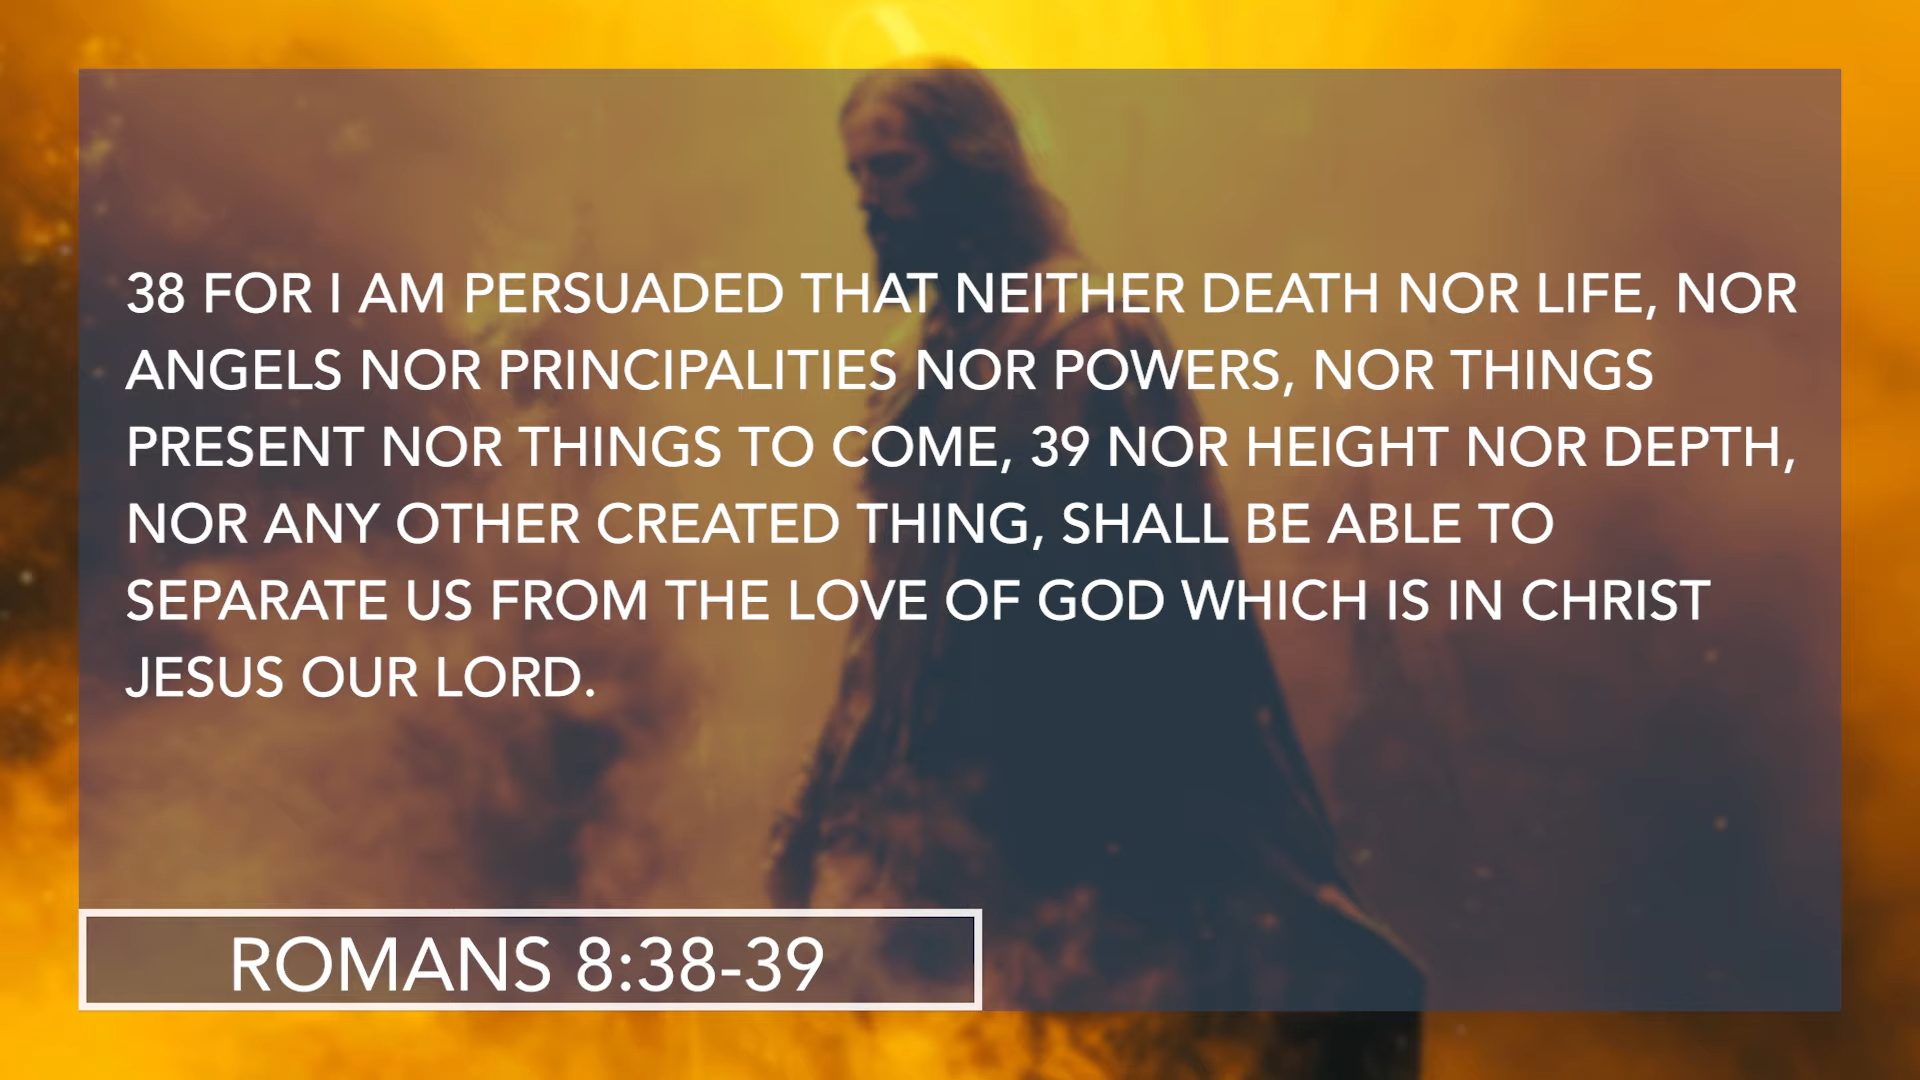 38 FOR I AM PERSUADED THAT NEITHER DEATH NOR LIFE, NOR
ANGELS NOR PRINCIPALITIES NOR POWERS, NOR THINGS
PRESENT NOR THINGS TO COME, 39 NOR HEIGHT NOR DEPTH,
NOR ANY OTHER CREATED THING, SHALL BE ABLE TO
SEPARATE US FROM THE LOVE OF GOD WHICH IS IN CHRIST
JESUS OUR LORD.
ROMANS 8:38-39